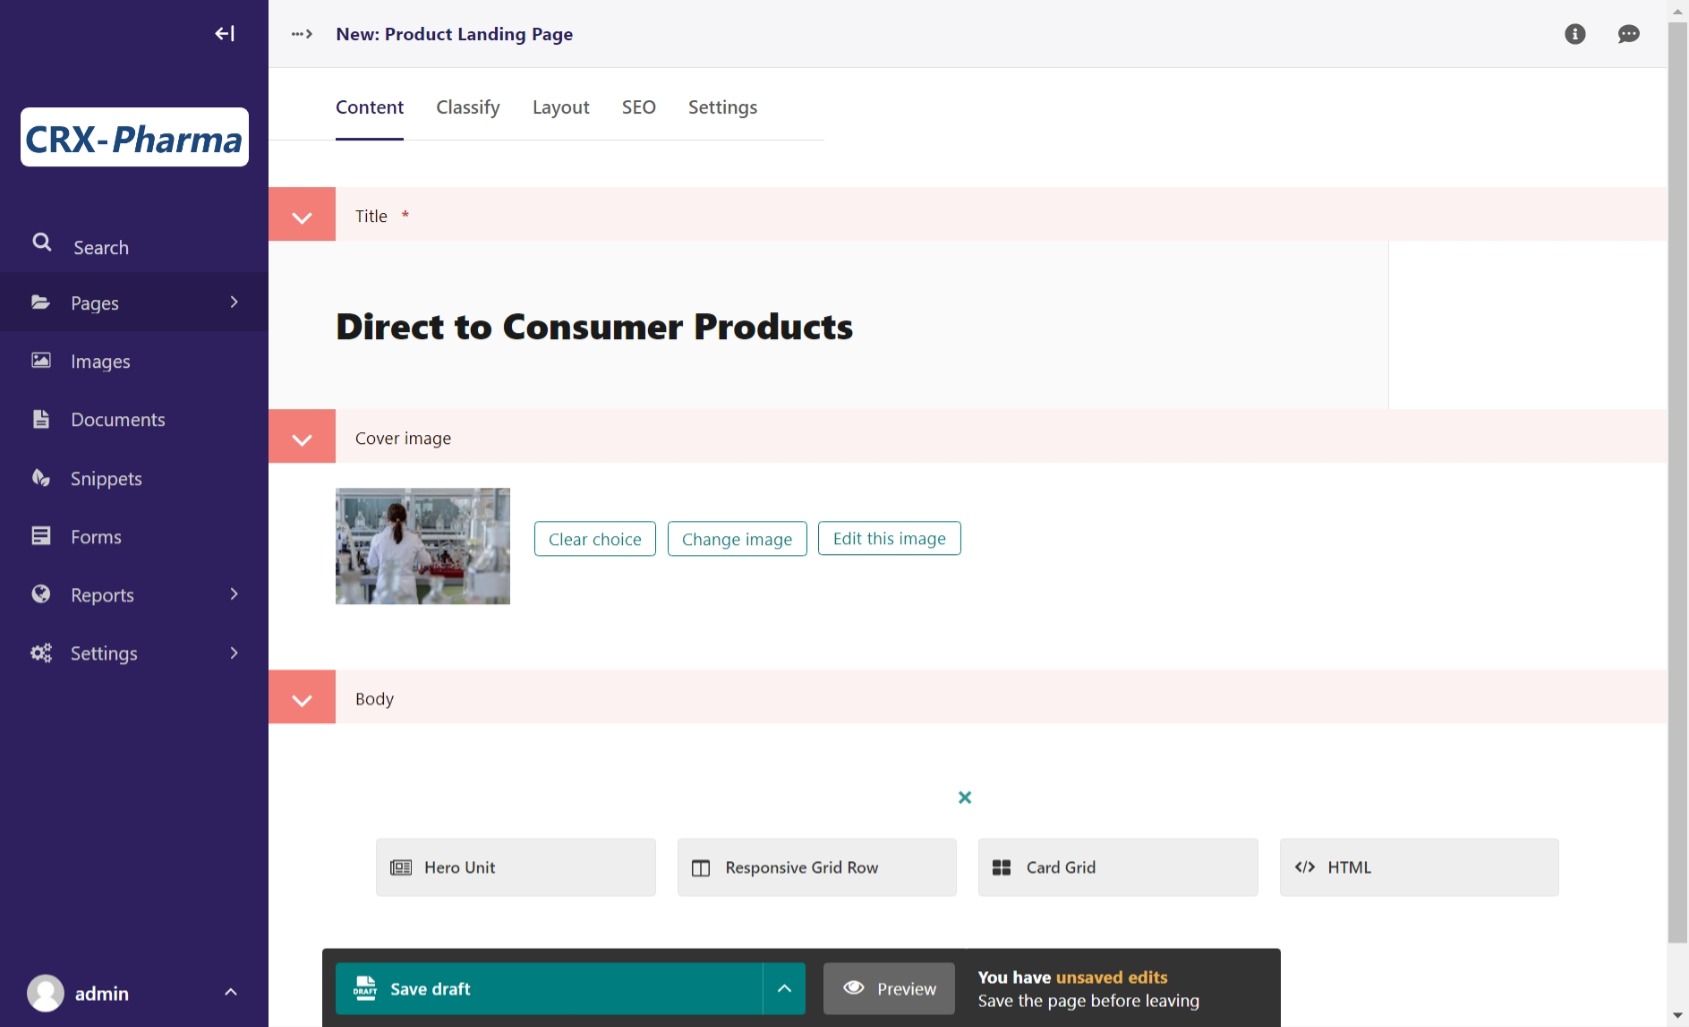 New: Product Landing Page
CRX-Pharma
Search
Pages
Images
Documents
Snippets
Forms
Reports
Settings
admin
Content Classify Layout SEO Settings
Title *
Direct to Consumer Products
Cover image
Clear choice Change image Edit this image
Body
Hero Unit Responsive Grid Row Card Grid HTML
DRAFT Save draft Preview
You have unsaved edits
Save the page before leaving